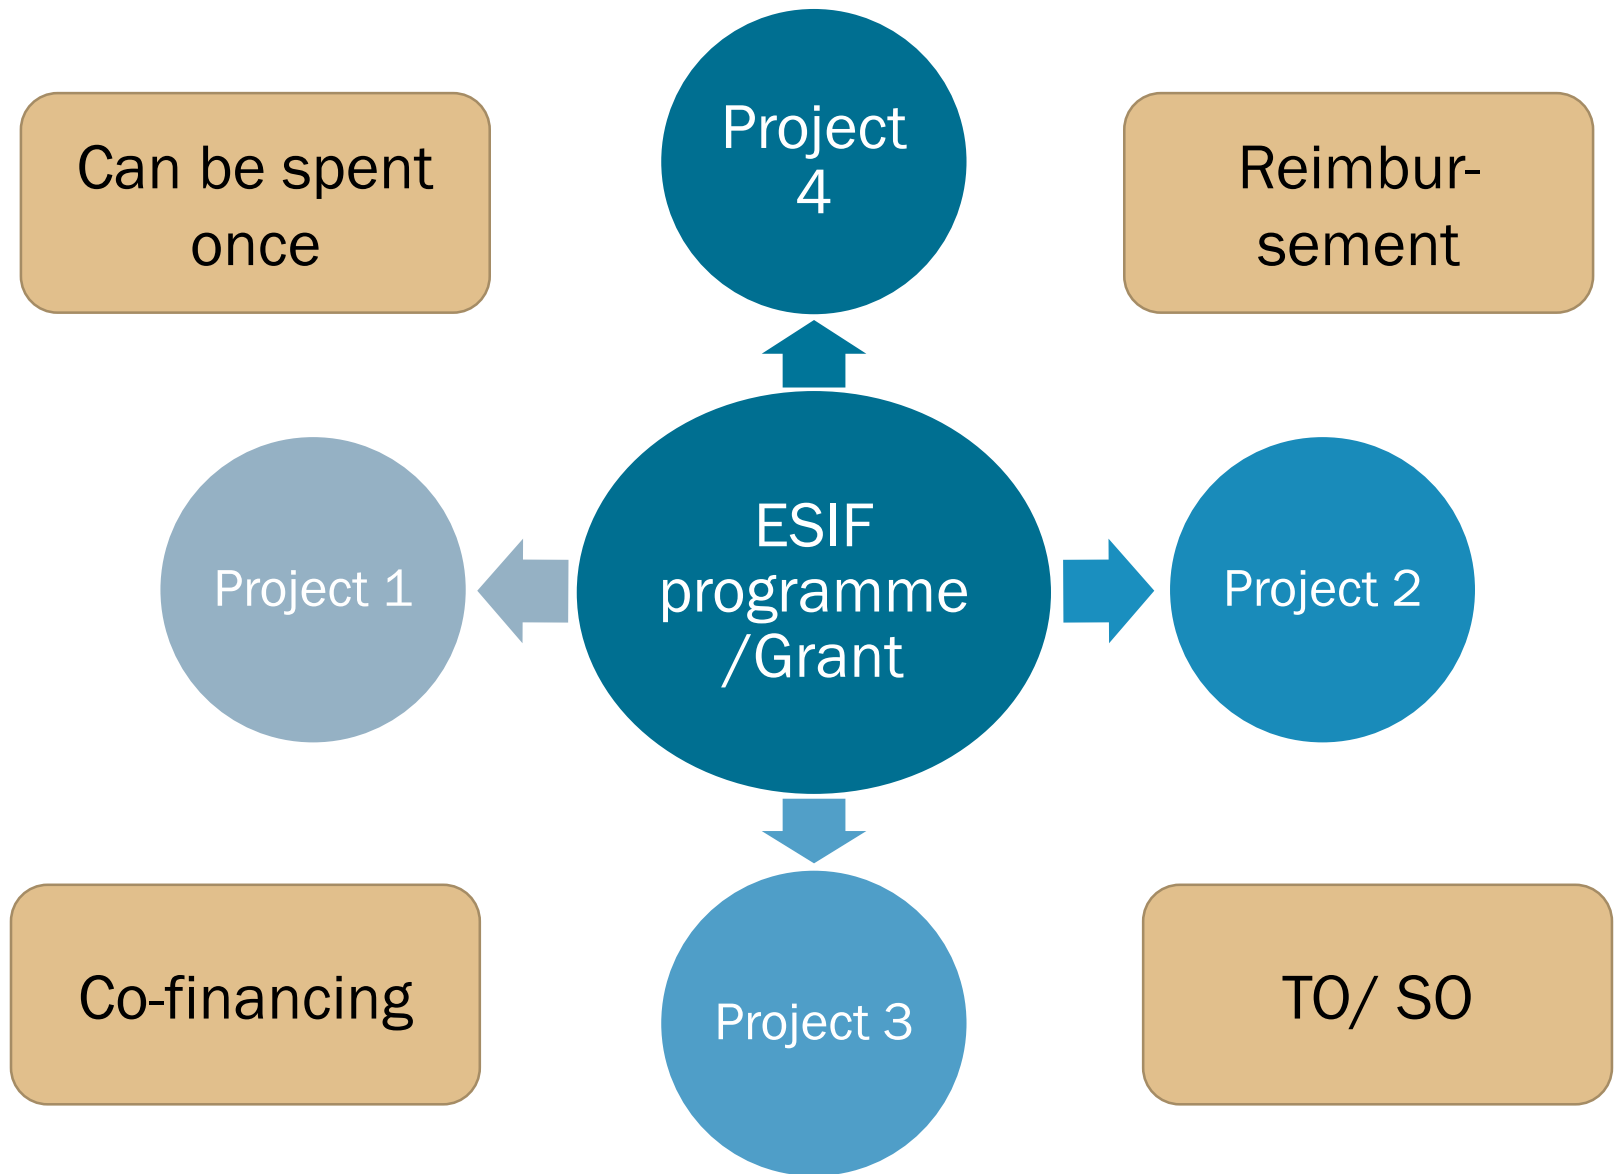 Project
4
Can be spent
once
Reimbur-
sement
ESIF
programme
/Grant
Project 1
Project 2
Co-financing
Project 3
TO/ SO